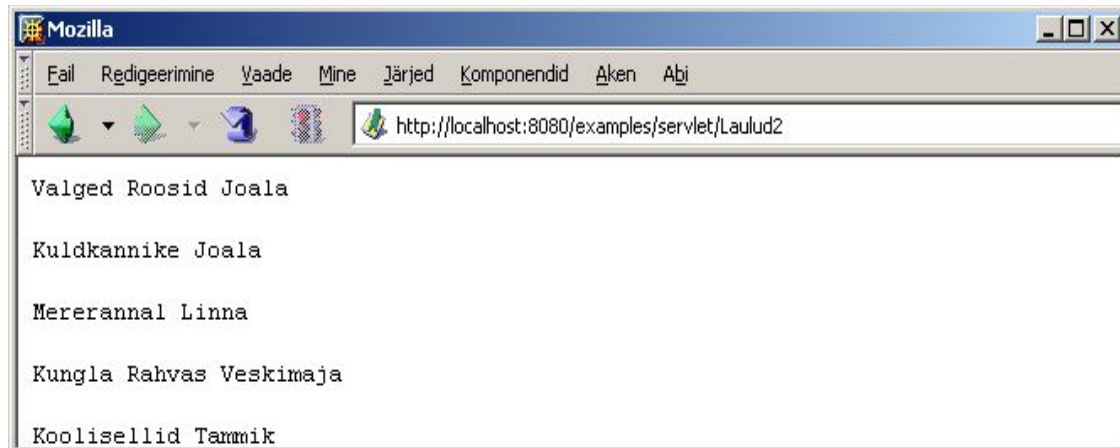 Mozilla
Fail Redigeerimine Vaade Mine Järjed Komponendid Aken Abi
http://localhost:8080/examples/servlet/Laulud2
Valged Roosid Joala
Kuldkannike Joala
Mererannal Linna
Kungla Rahvas Veskimaja
Koolisellid Tammik